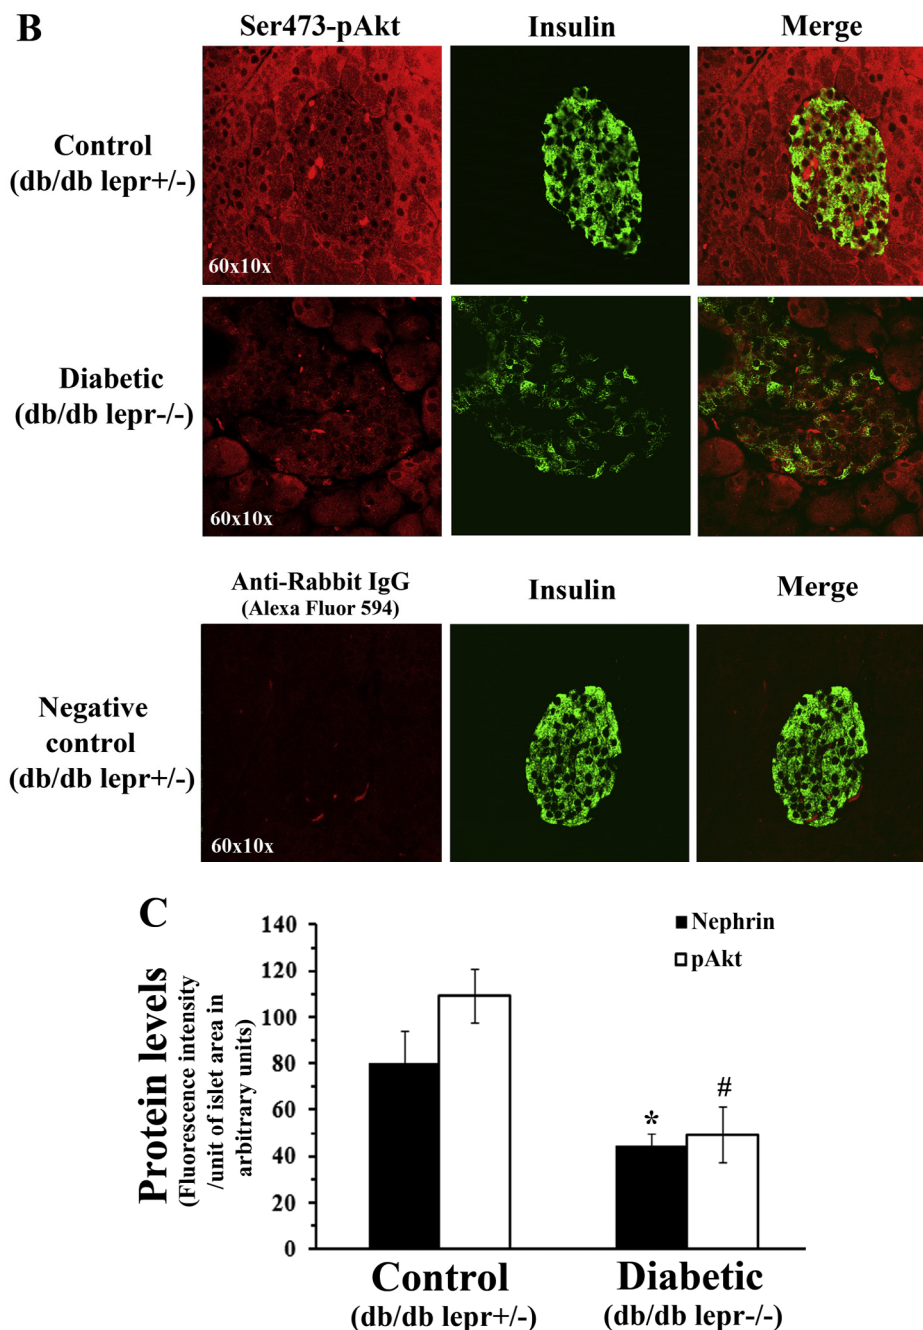 B
Ser473-pAkt
Insulin
Merge
Control
(db/db lepr+/-)
60x10x
Diabetic
(db/db lepr-/-)
60x10x
Anti-Rabbit IgG
(Alexa Fluor 594)
Insulin
Merge
Negative
control
(db/db lepr+/-)
60x10x
C
Protein levels
(Fluorescence intensity
/unit of islet area in
arbitrary units)
140
120
100
80
60
40
20
0
Nephrin
pAkt
*
#
Control
(db/db lepr+/-)
Diabetic
(db/db lepr-/-)